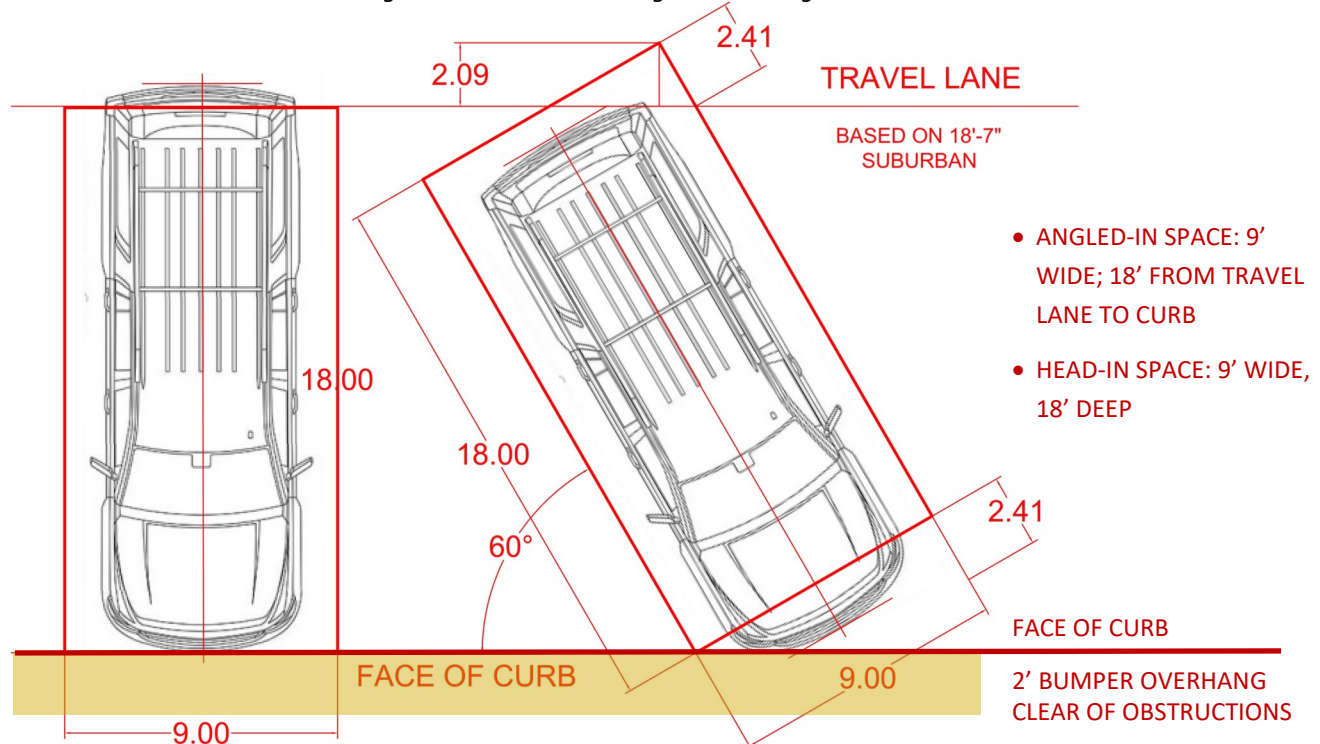 2.41
2.09
TRAVEL LANE
BASED ON 18'-7"
SUBURBAN
• ANGLED-IN SPACE: 9’
WIDE; 18’ FROM TRAVEL
LANE TO CURB
• HEAD-IN SPACE: 9’ WIDE,
18’ DEEP
18.00
18.00
60°
2.41
FACE OF CURB
FACE OF CURB
9.00
2’ BUMPER OVERHANG
CLEAR OF OBSTRUCTIONS
9.00